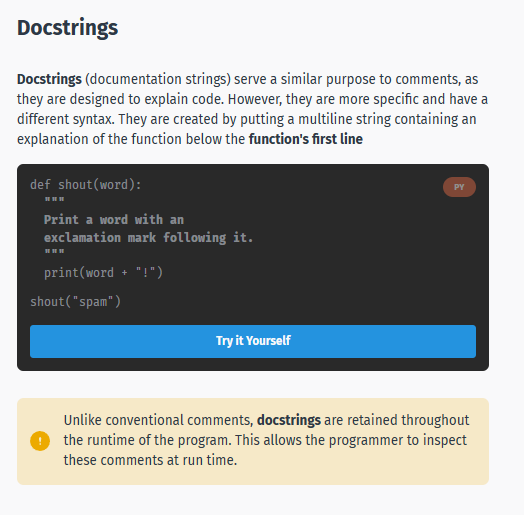 Docstrings
Docstrings (documentation strings) serve a similar purpose to comments, as
they are designed to explain code. However, they are more specific and have a
different syntax. They are created by putting a multiline string containing an
explanation of the function below the function's first line
PY
def shout(word):
"""
Print a word with an
exclamation mark following it.
"""
print(word + "!")
shout("spam")
Try it Yourself
!
Unlike conventional comments, docstrings are retained throughout
the runtime of the program. This allows the programmer to inspect
these comments at run time.